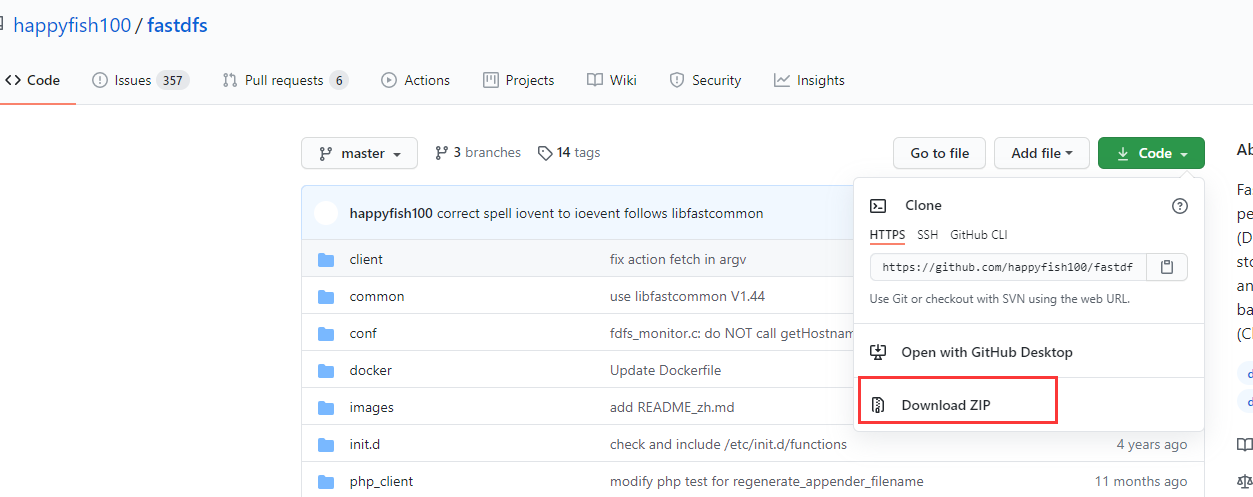 happyfish100 / fastdfs
Code Issues 357 Pull requests 6 Actions Projects Wiki Security Insights
master 3 branches 14 tags Go to file Add file Code
happyfish100 correct spell iovent to ioevent follows libfastcommon
Clone
HTTPS SSH GitHub CLI
https://github.com/happyfish100/fastdf
Use Git or checkout with SVN using the web URL.
Open with GitHub Desktop
Download ZIP
client fix action fetch in argv
common use libfastcommon V1.44
conf fdfs_monitor.c: do NOT call getHostnam
docker Update Dockerfile
images add README_zh.md
init.d check and include /etc/init.d/functions 4 years ago
php_client modify php test for regenerate_appender_filename 11 months ago
Ab
Fa
pe
(D
sto
an
ba
(Cl
d
d